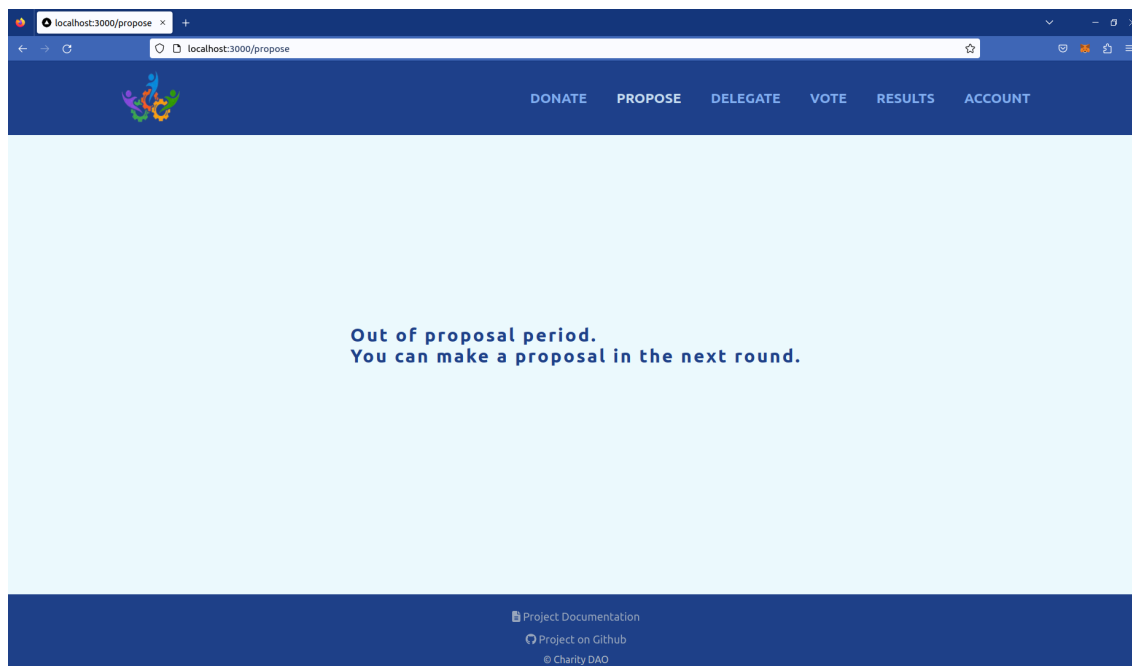 localhost:3000/propose
localhost:3000/propose
DONATE PROPOSE DELEGATE VOTE RESULTS ACCOUNT
Out of proposal period.
You can make a proposal in the next round.
Project Documentation
Project on Github
© Charity DAO